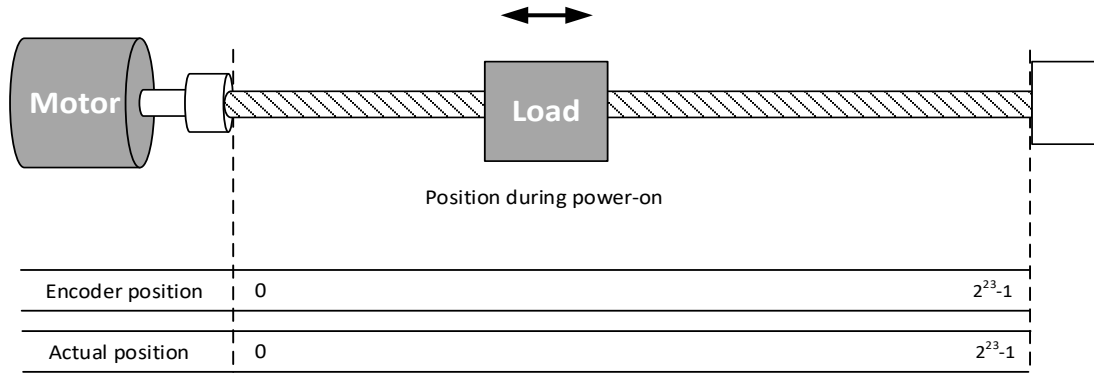 Motor
Load
Position during power-on
Encoder position 0 2²³-1
Actual position 0 2²³-1